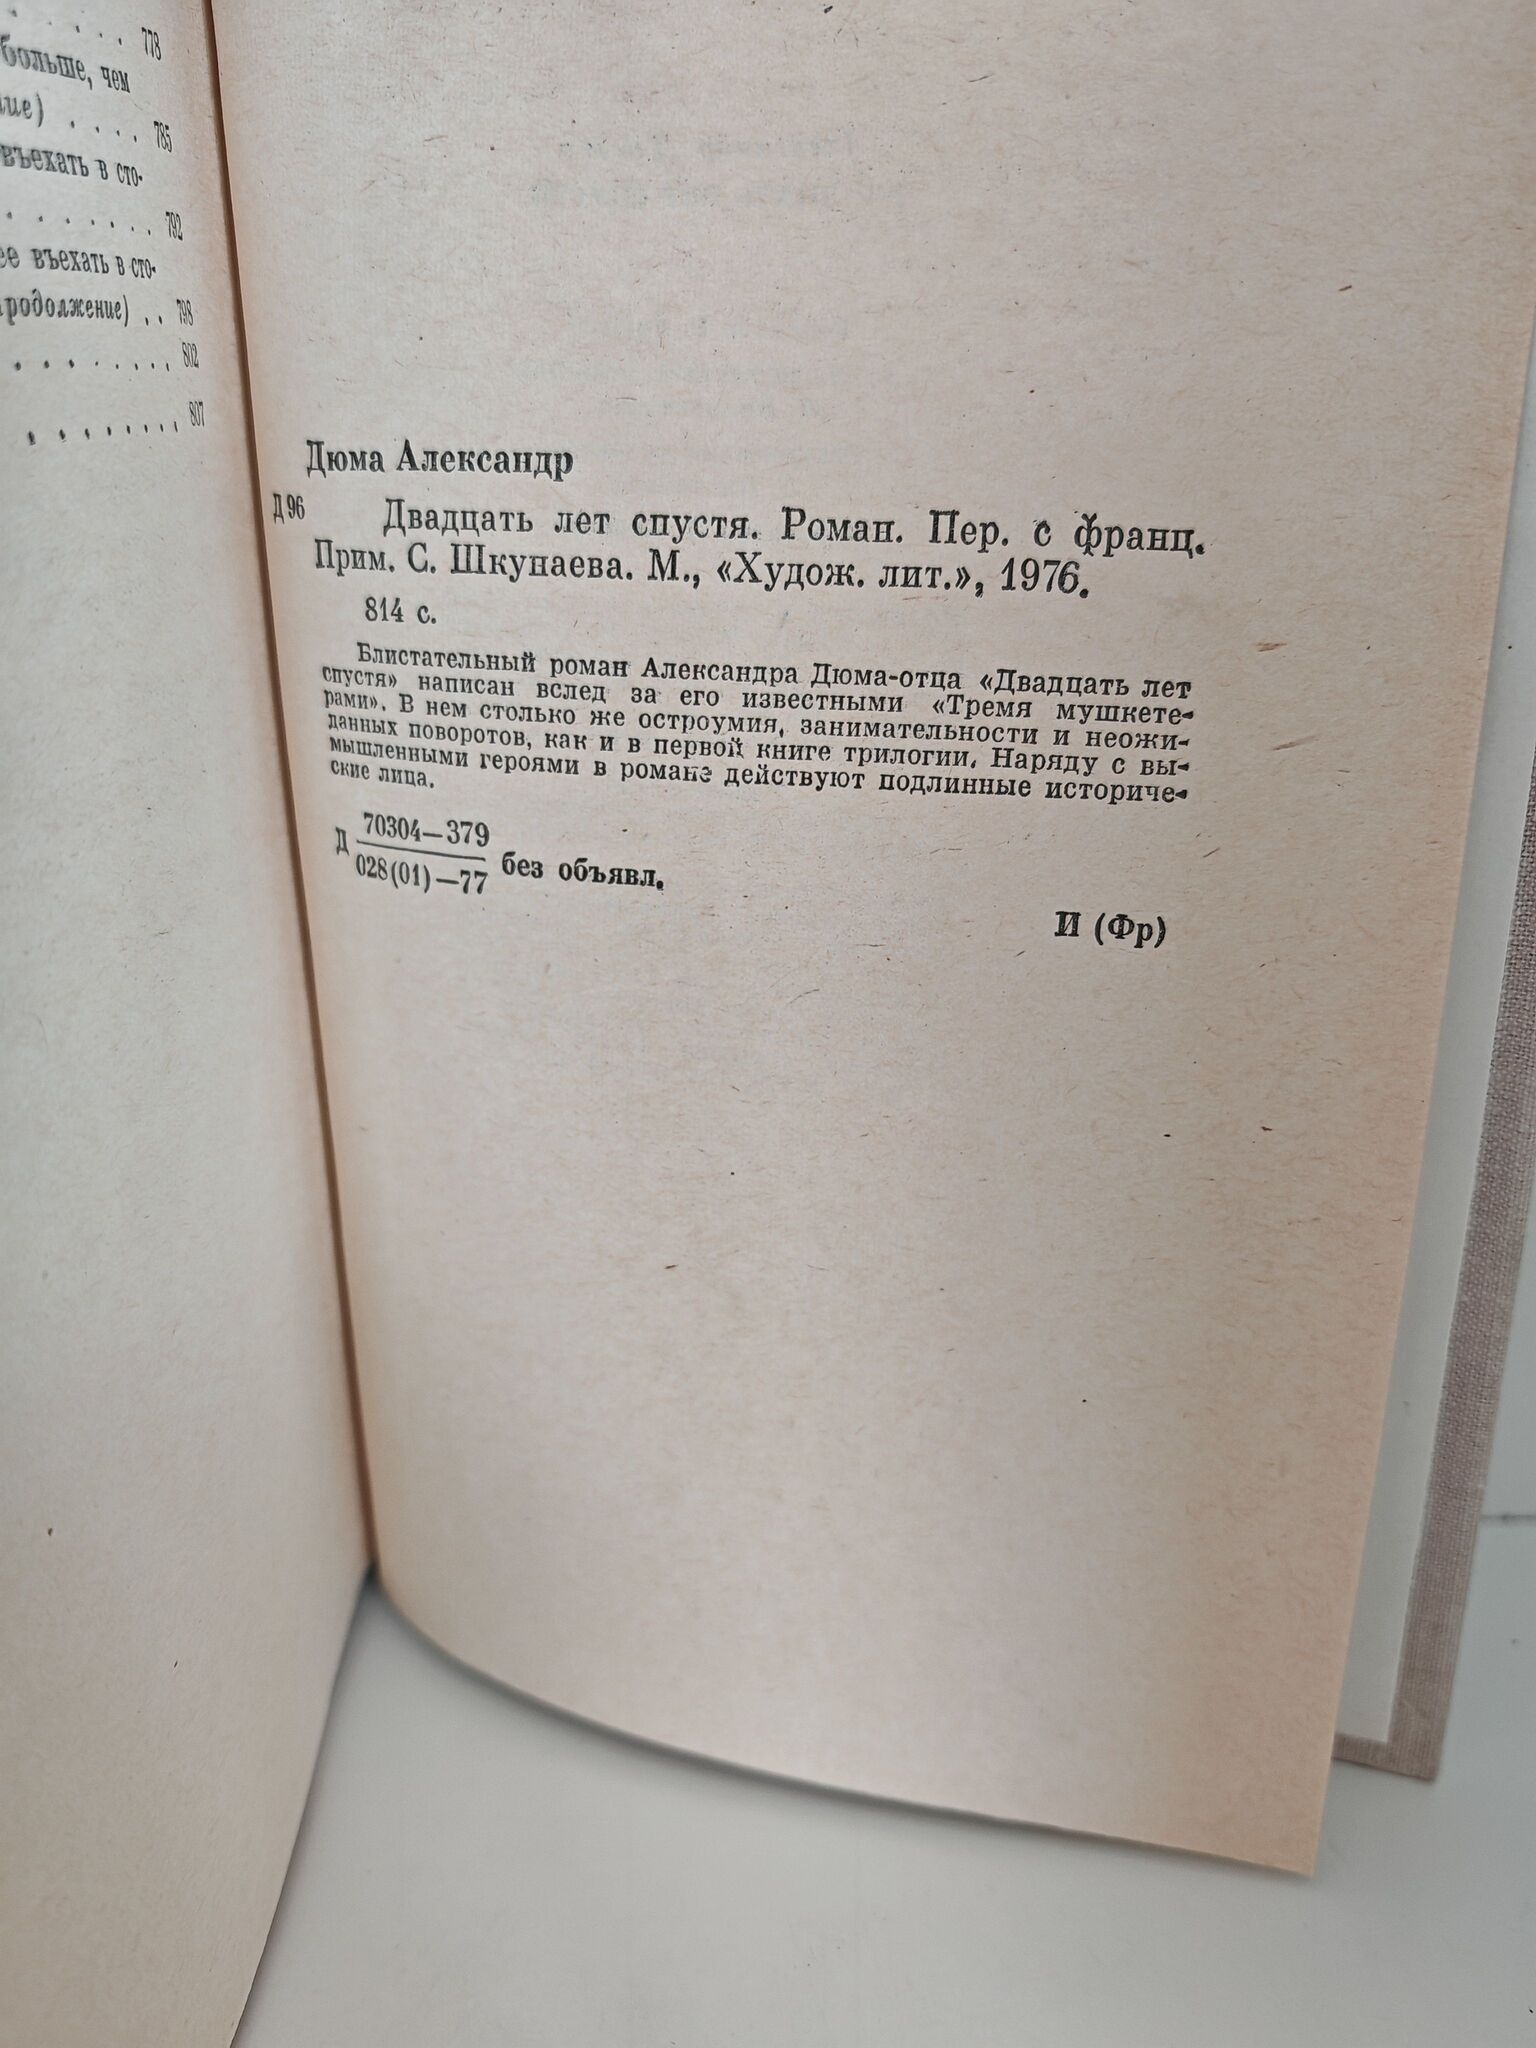 778
больше, чем
785
въехать в сто-
792
въехать в сто-
798
802
807
Дюма Александр
Д 96
Двадцать лет спустя. Роман. Пер. с франц.
Прим. С. Шкунаева. М., «Худож. лит.», 1976.
814 с.
Блистательный роман Александра Дюма-отца «Двадцать лет
спустя» написан вслед за его известными «Тремя мушкете-
рами». В нем столько же остроумия, занимательности и неожи-
данных поворотов, как и в первой книге трилогии. Наряду с вы-
мышленными героями в романе действуют подлинные историче-
ские лица.
Д 70304—379
028(01)—77 без объявл.
И (Фр)